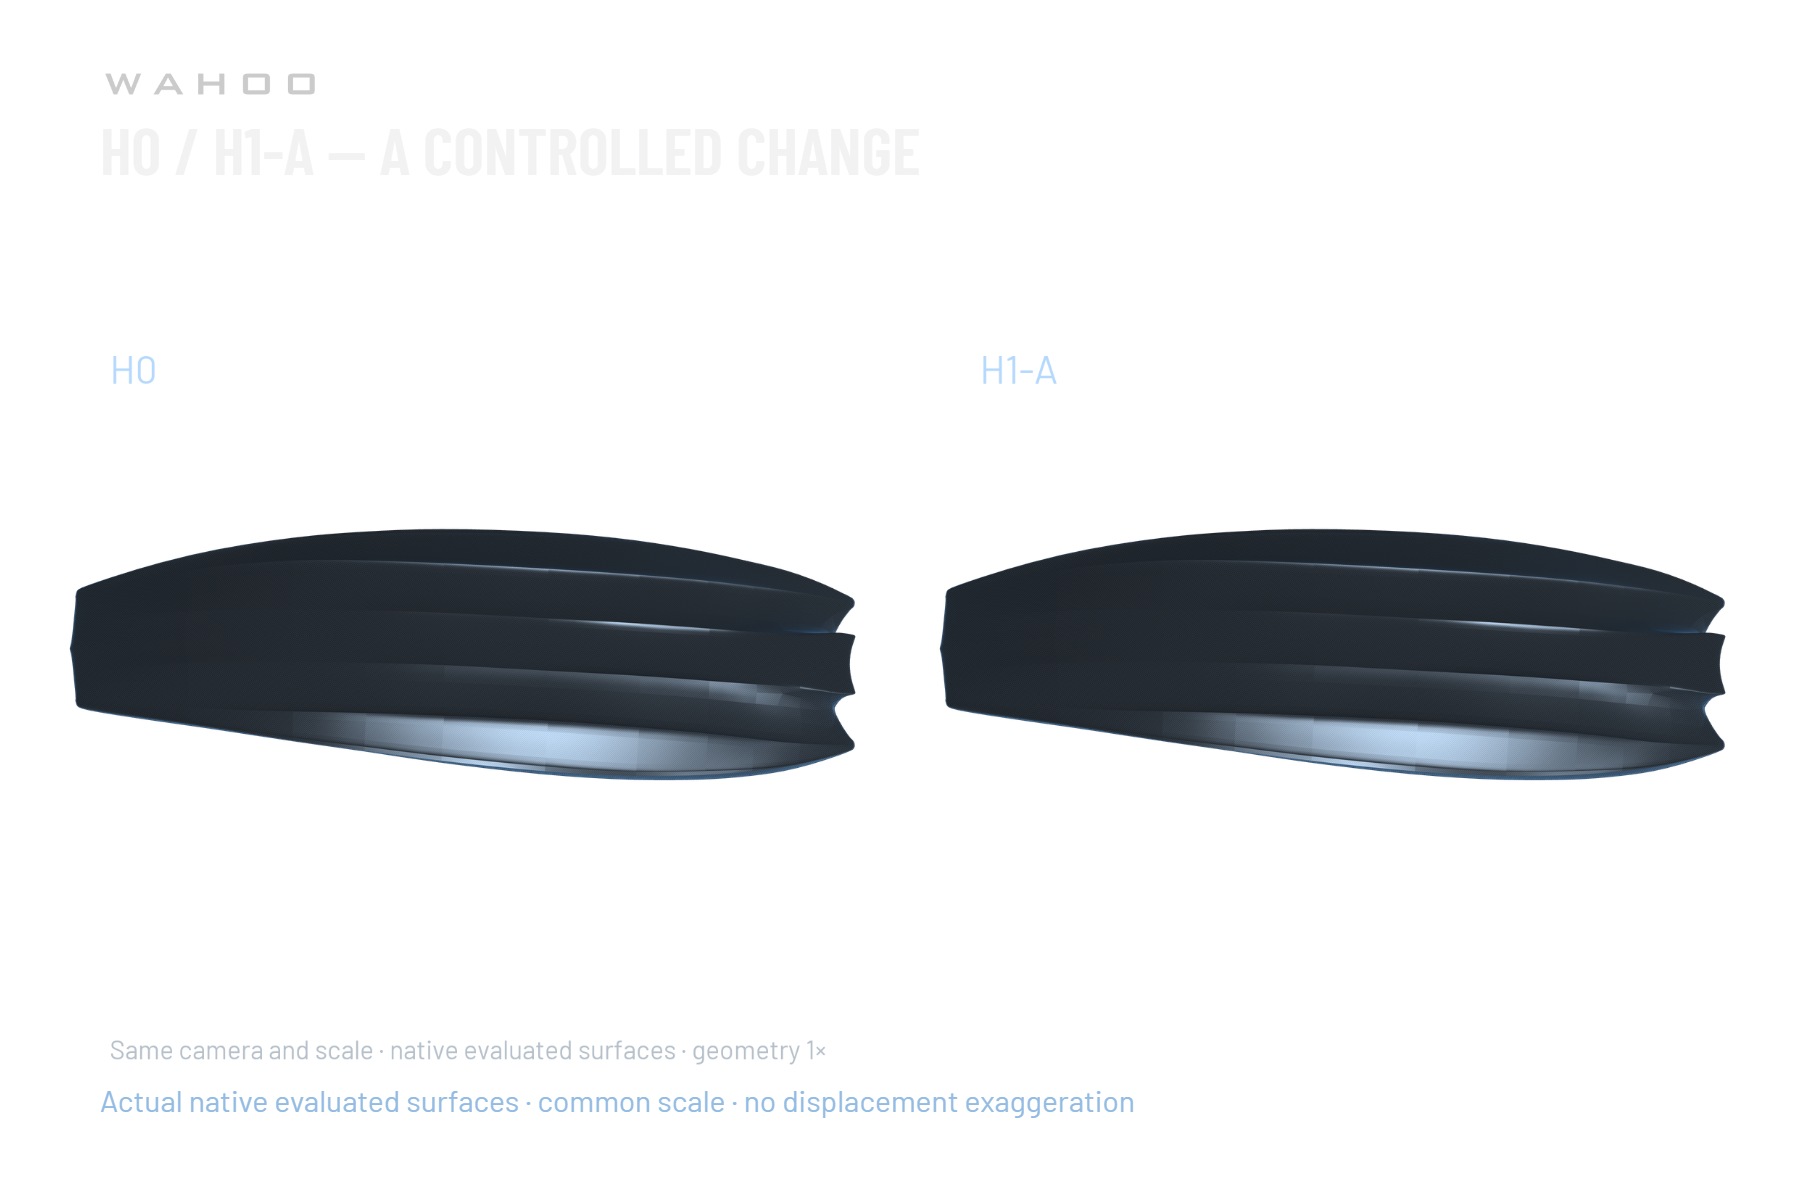 WAHOO
H0 / H1-A — A CONTROLLED CHANGE
H0
H1-A
Same camera and scale · native evaluated surfaces · geometry 1×
Actual native evaluated surfaces · common scale · no displacement exaggeration